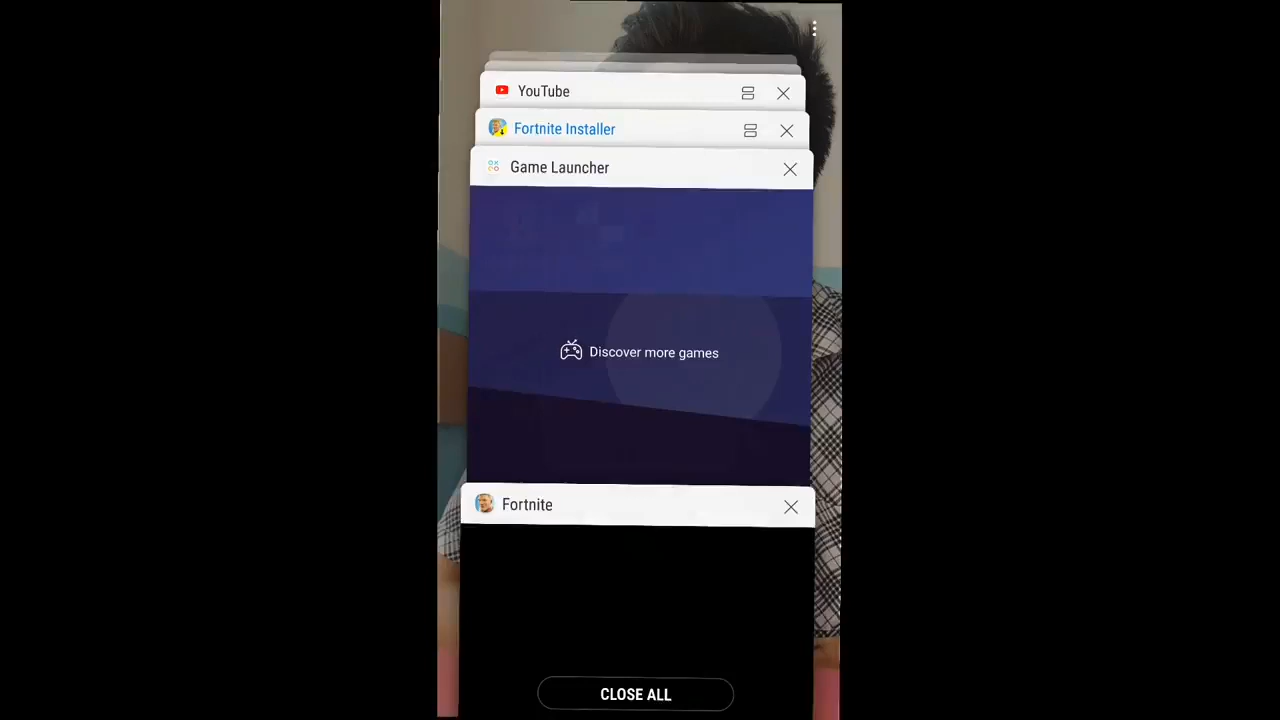 YouTube
Fortnite Installer
Game Launcher
Discover more games
Fortnite
CLOSE ALL